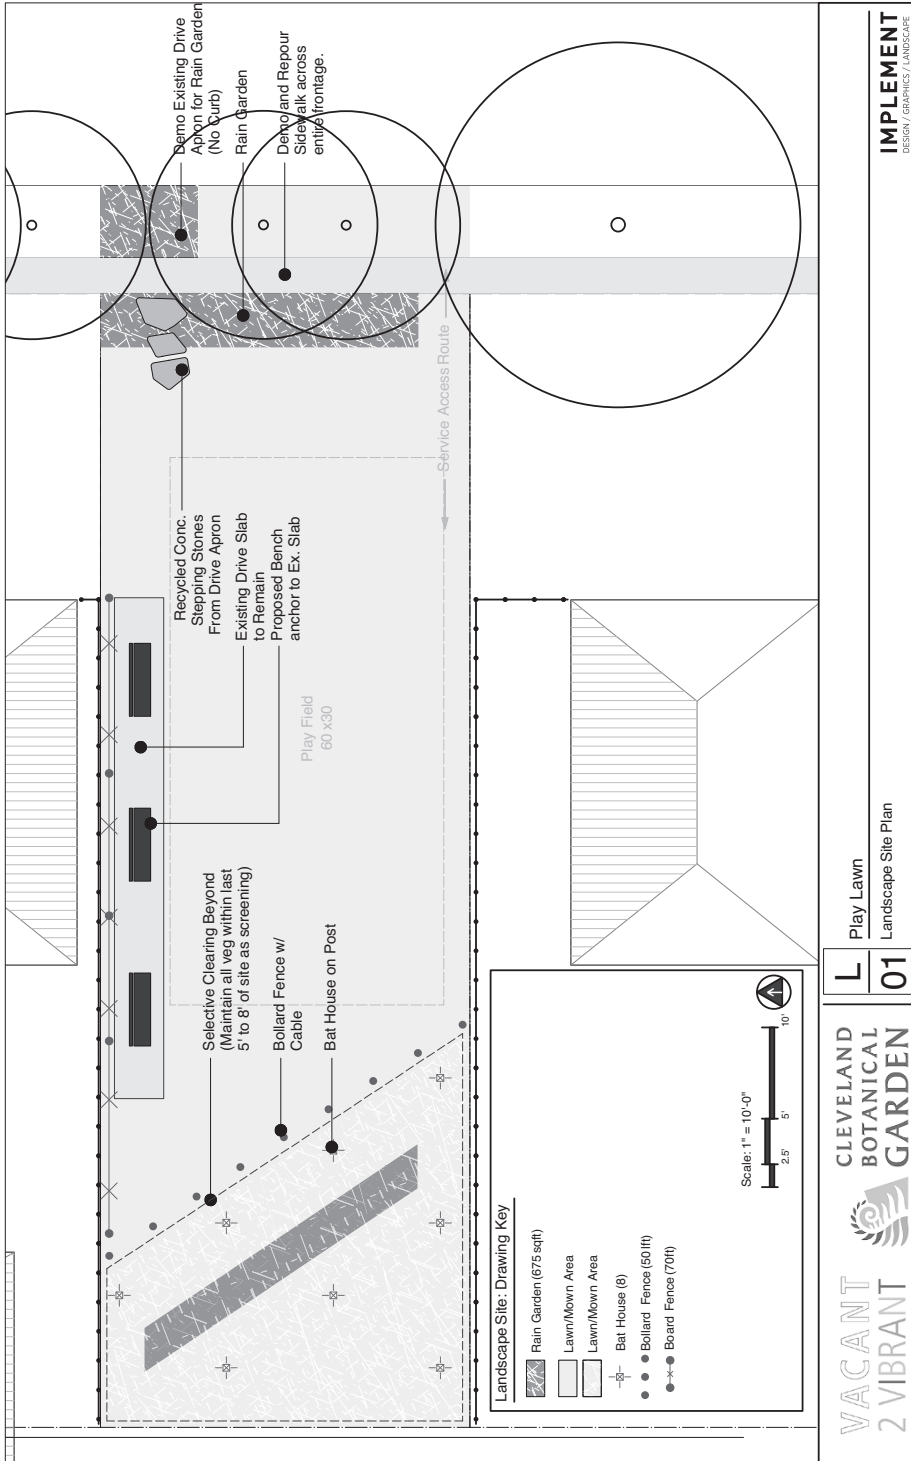 Demo Existing Drive
Apron for Rain Garden
(No Curb)
Rain Garden
Demo and Repour
Sidewalk across
entire frontage.
Service Access Route
Recycled Conc.
Stepping Stones
From Drive Apron
Existing Drive Slab
to Remain
Proposed Bench
anchor to Ex. Slab
Play Field
60 x30
Selective Clearing Beyond
(Maintain all veg within last
5' to 8' of site as screening)
Bollard Fence w/
Cable
Bat House on Post
Landscape Site: Drawing Key
Rain Garden (675 sqft)
Lawn/Mown Area
Lawn/Mown Area
Bat House (8)
Bollard Fence (50 lft)
Board Fence (70ft)
Scale: 1" = 10'-0"
2.5' 5' 10'
VACANT
2 VIBRANT
CLEVELAND
BOTANICAL
GARDEN
L
01
Play Lawn
Landscape Site Plan
IMPLEMENT
DESIGN / GRAPHICS / LANDSCAPE